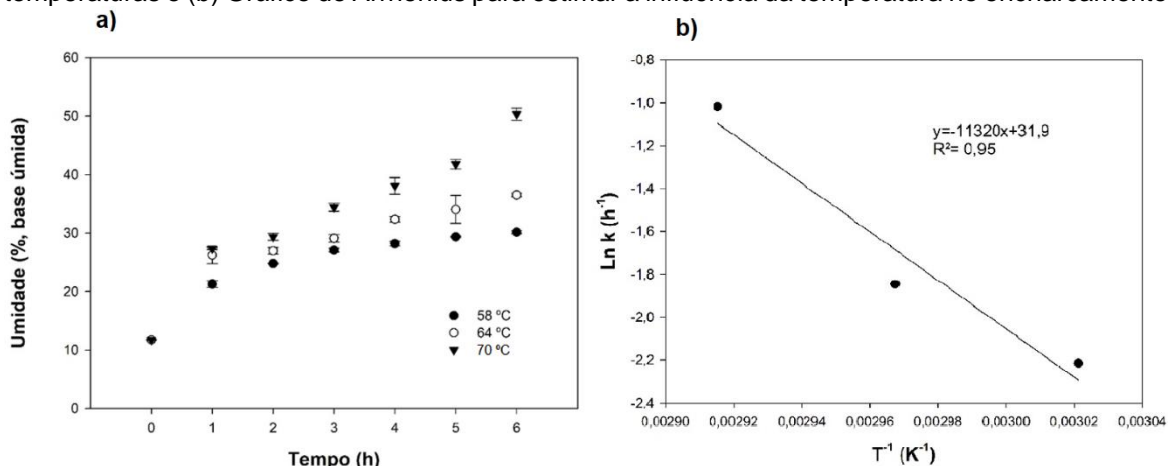 temperaturas e (b) Gráfico de Arrhenius para estimar a influência da temperatura no encharcamento
a)
60
50
40
30
20
10
0
Umidade (%, base úmida)
58 ºC
64 ºC
70 ºC
0 1 2 3 4 5 6
Tempo (h)
b)
-0,8
-1,0
-1,2
-1,4
-1,6
-1,8
-2,0
-2,2
-2,4
Ln k (h⁻¹)
y=-11320x+31,9
R²= 0,95
0,00290 0,00292 0,00294 0,00296 0,00298 0,00300 0,00302 0,00304
T⁻¹ (K⁻¹)